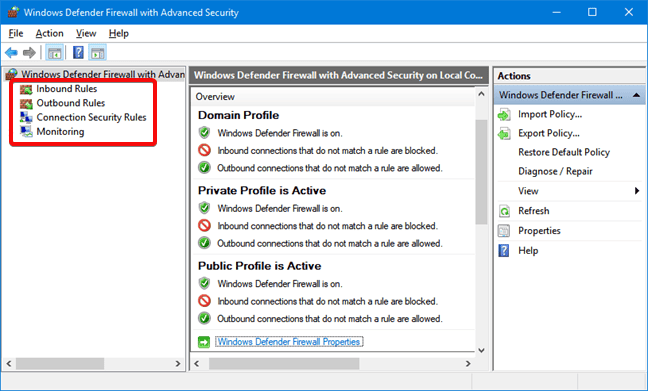 Windows Defender Firewall with Advanced Security
File Action View Help
Windows Defender Firewall with Advan
Inbound Rules
Outbound Rules
Connection Security Rules
Monitoring
Windows Defender Firewall with Advanced Security on Local Co...
Overview
Domain Profile
Windows Defender Firewall is on.
Inbound connections that do not match a rule are blocked.
Outbound connections that do not match a rule are allowed.
Private Profile is Active
Windows Defender Firewall is on.
Inbound connections that do not match a rule are blocked.
Outbound connections that do not match a rule are allowed.
Public Profile is Active
Windows Defender Firewall is on.
Inbound connections that do not match a rule are blocked.
Outbound connections that do not match a rule are allowed.
Windows Defender Firewall Properties
Actions
Windows Defender Firewall ...
Import Policy...
Export Policy...
Restore Default Policy
Diagnose / Repair
View
Refresh
Properties
Help